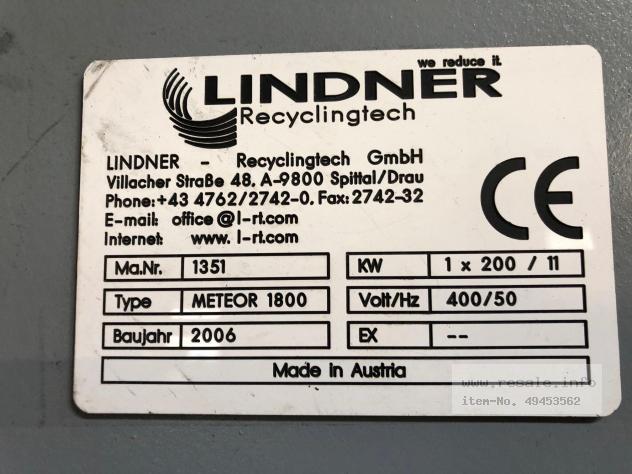 we reduce it.
LINDNER
Recyclingtech
LINDNER - Recyclingtech GmbH
Villacher Straße 48, A-9800 Spittal/Drau
Phone:+43 4762/2742-0, Fax:2742-32
E-mail: office@l-rt.com
Internet: www.l-rt.com
CE
Ma.Nr. 1351 KW 1 x 200 / 11
Type METEOR 1800 Volt/Hz 400/50
Baujahr 2006 EX --
Made in Austria
www.resale.info
item-No. 49453562